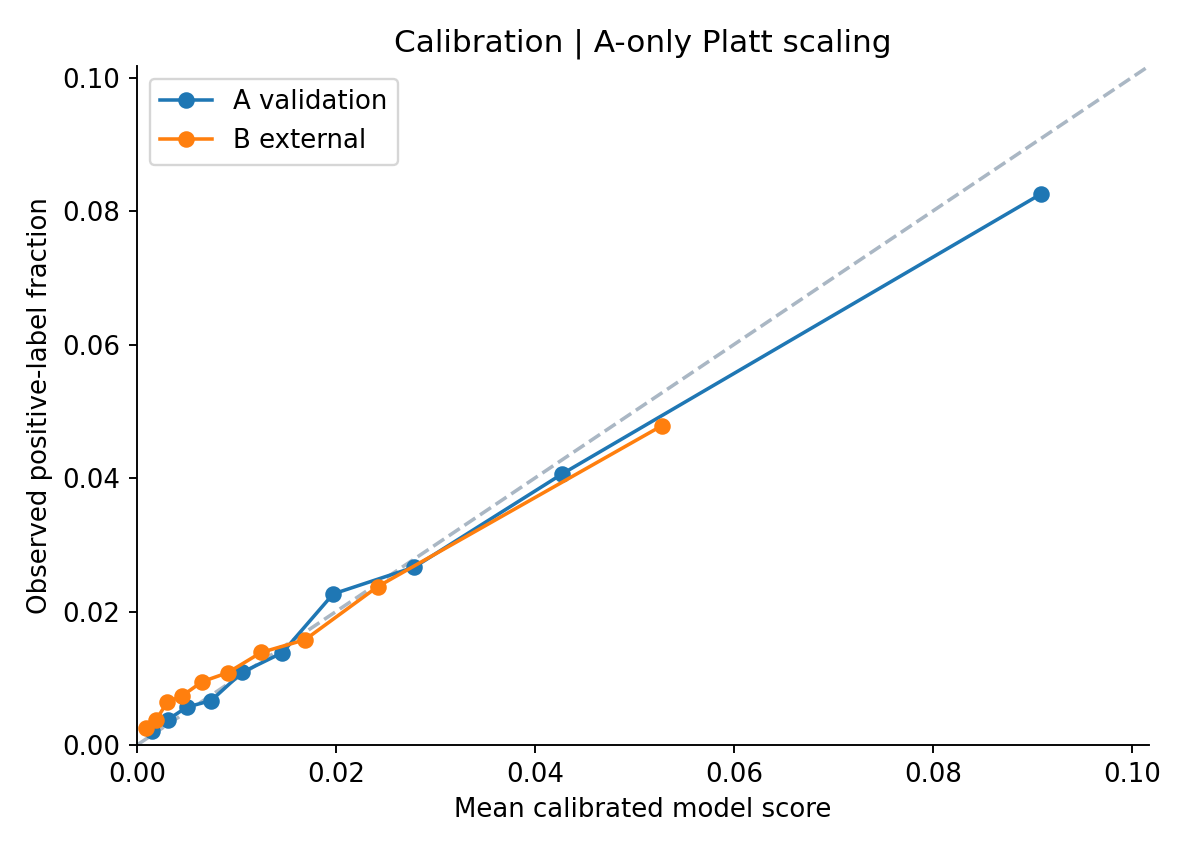 Calibration | A-only Platt scaling
0.10
0.08
0.06
0.04
0.02
0.00
Observed positive-label fraction
A validation
B external
0.00 0.02 0.04 0.06 0.08 0.10
Mean calibrated model score